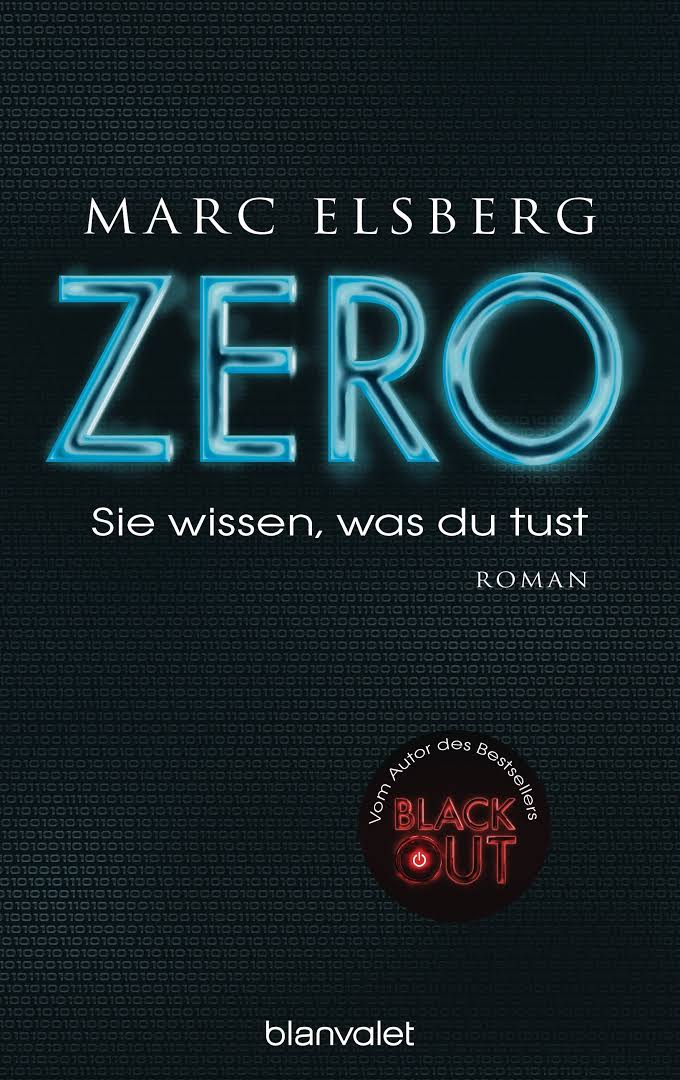 MARC ELSBERG
ZERO
Sie wissen, was du tust
ROMAN
Vom Autor des Bestsellers
BLACK
OUT
blanvalet